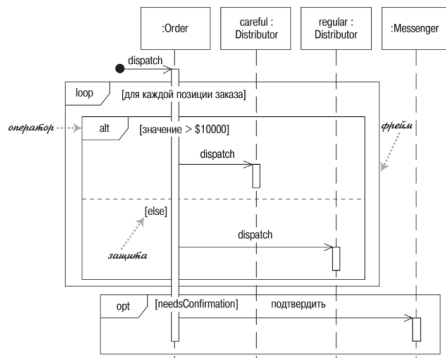 :Order
careful :
Distributor
regular :
Distributor
:Messenger
dispatch
loop
[для каждой позиции заказа]
оператор
alt
[значение > $10000]
фрейм
dispatch
[else]
dispatch
защита
opt
[needsConfirmation]
подтвердить